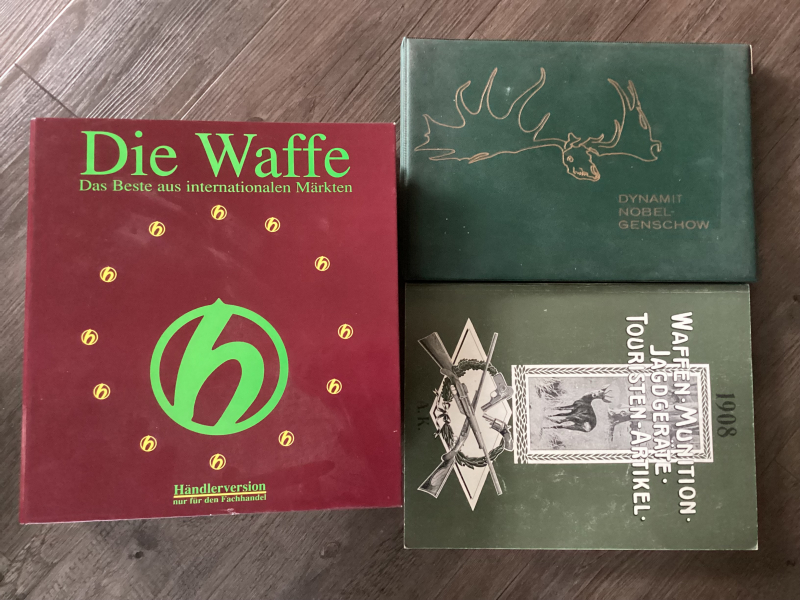 Die Waffe
Das Beste aus internationalen Märkten
h
Händlerversion
nur für den Fachhandel
DYNAMIT
NOBEL-
GENSCHOW
WAFFEN·MUNITION·
JAGDGERÄTE·
TOURISTEN-ARTIKEL·
1908